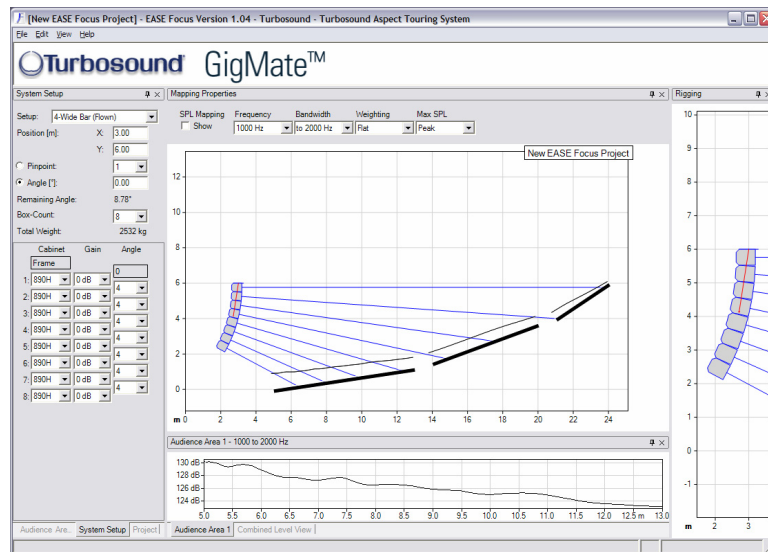 [New EASE Focus Project] - EASE Focus Version 1.04 - Turbosound - Turbosound Aspect Touring System
File Edit View Help
Turbosound® GigMate™
System Setup
Setup: 4-Wide Bar (Flown)
Position [m]: X: 3.00
Y: 6.00
Pinpoint: 1
Angle [°]: 0.00
Remaining Angle: 8.78°
Box-Count: 8
Total Weight: 2532 kg
Cabinet Gain Angle
Frame
0
1: 890H 0 dB
4
2: 890H 0 dB
4
3: 890H 0 dB
4
4: 890H 0 dB
4
5: 890H 0 dB
4
6: 890H 0 dB
4
7: 890H 0 dB
4
8: 890H 0 dB
Audience Are... System Setup Project
Mapping Properties
SPL Mapping Frequency Bandwidth Weighting Max SPL
Show 1000 Hz to 2000 Hz Flat Peak
New EASE Focus Project
12
10
8
6
4
2
0
m 0 2 4 6 8 10 12 14 16 18 20 22 24
Audience Area 1 - 1000 to 2000 Hz
130 dB
128 dB
126 dB
124 dB
5.0 5.5 6.0 6.5 7.0 7.5 8.0 8.5 9.0 9.5 10.0 10.5 11.0 11.5 12.0 12.5 m 13.0
Audience Area 1 Combined Level View
Rigging
10
9
8
7
6
5
4
3
2
1
0
-1
m 2 3